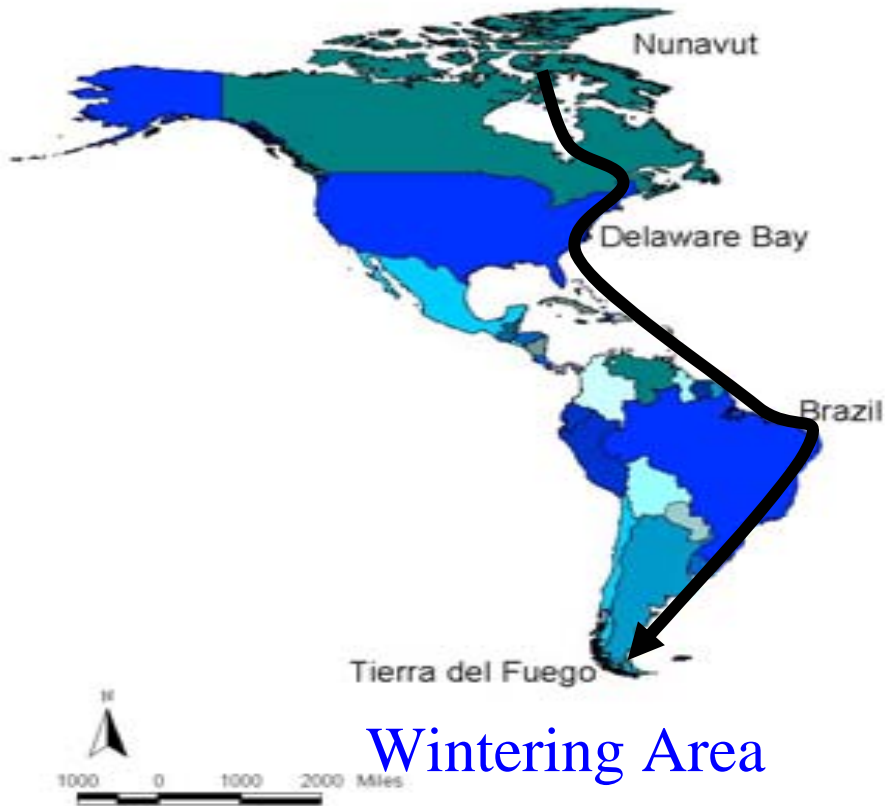 Nunavut
Delaware Bay
Brazil
Tierra del Fuego
N
Wintering Area
1000 0 1000 2000 Miles